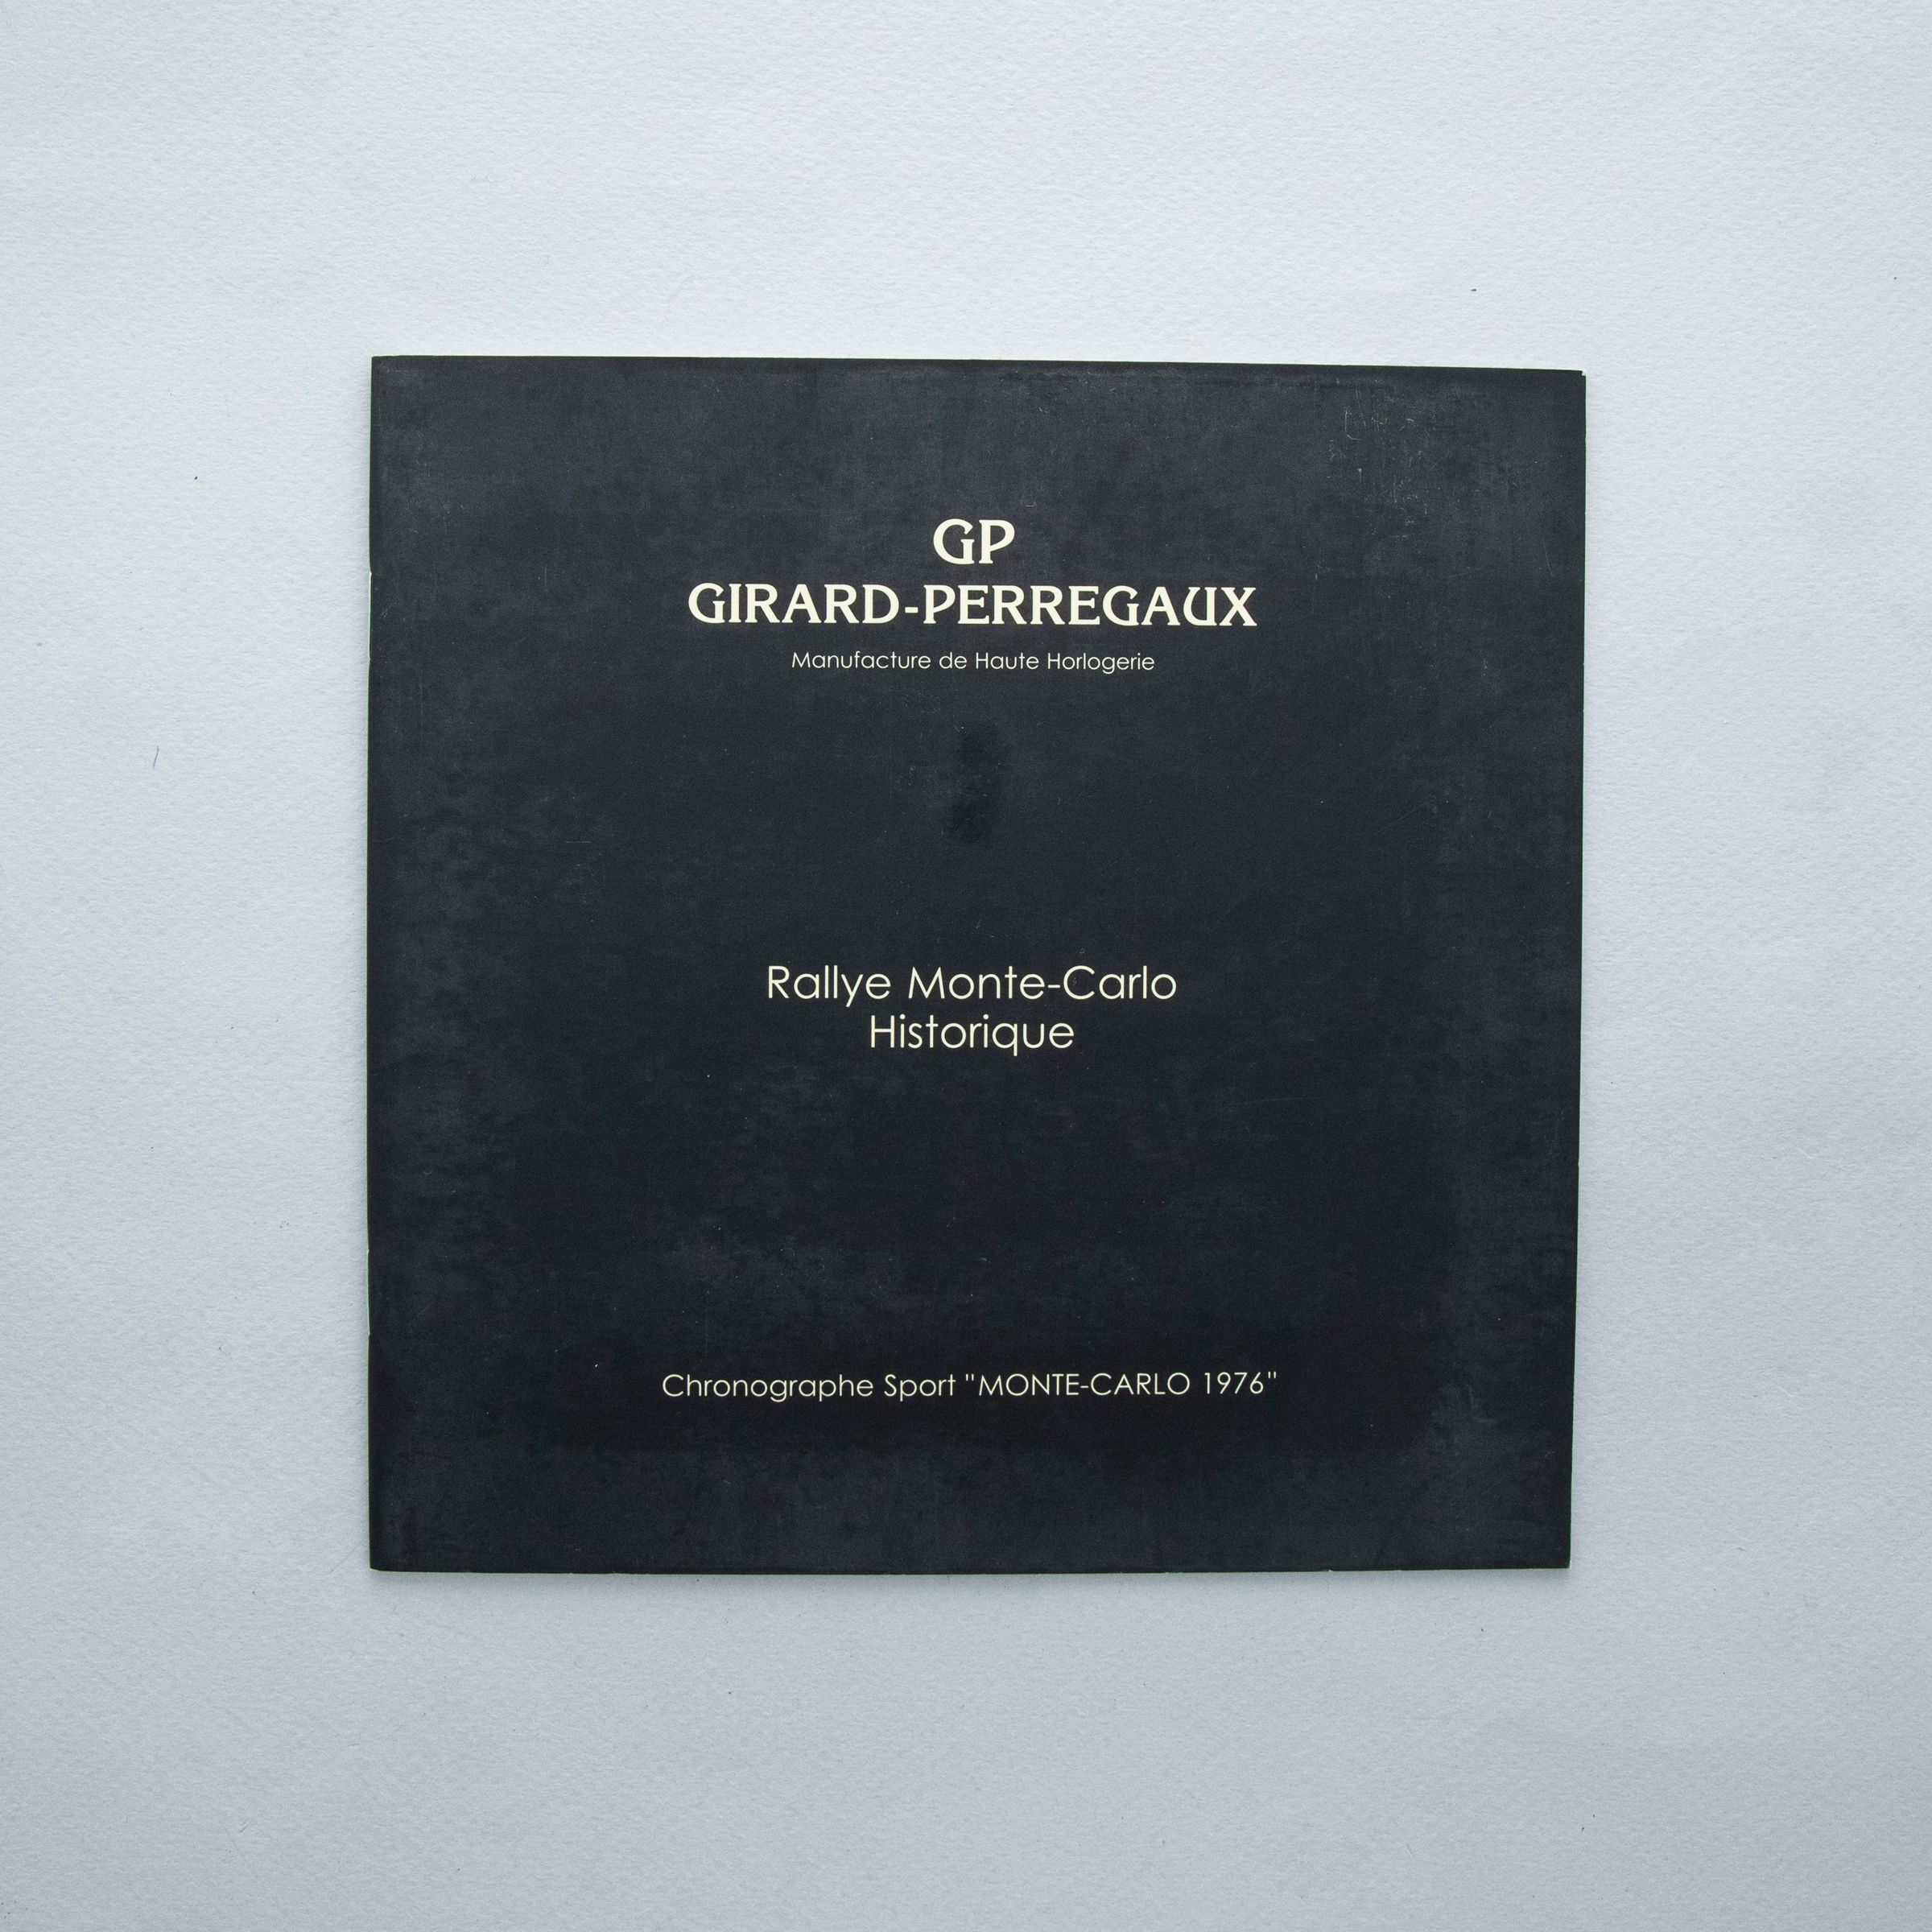 GP
GIRARD-PERREGAUX
Manufacture de Haute Horlogerie
Rallye Monte-Carlo
Historique
Chronographe Sport "MONTE-CARLO 1976"